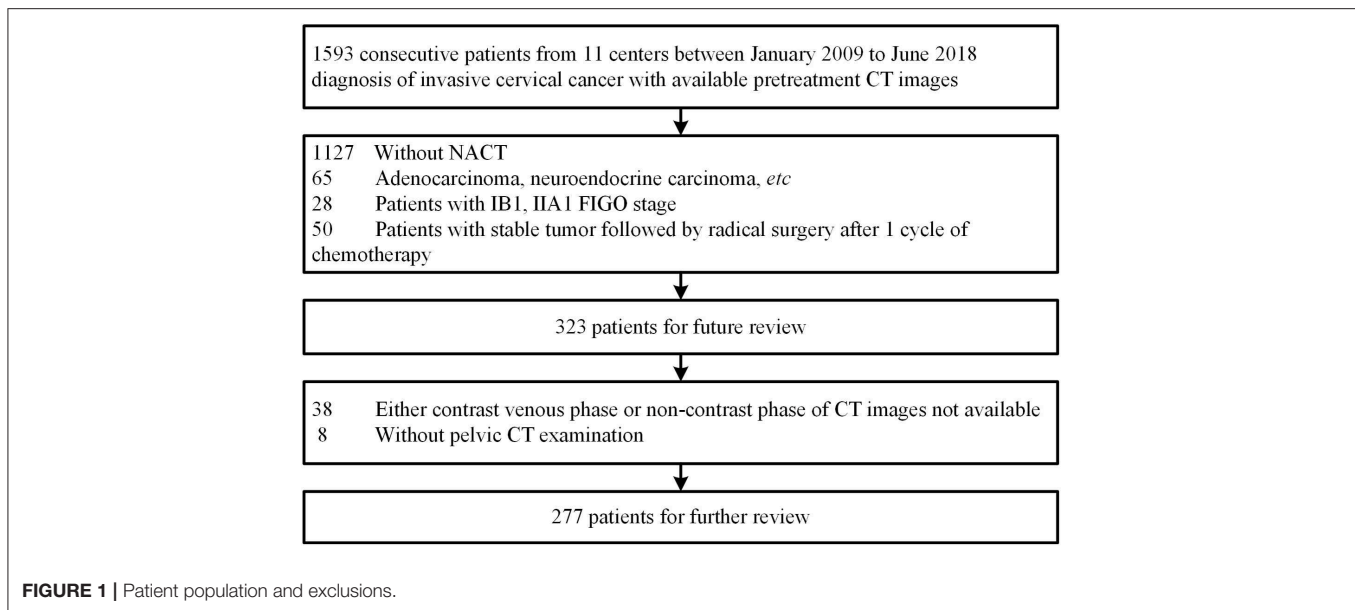 1593 consecutive patients from 11 centers between January 2009 to June 2018
diagnosis of invasive cervical cancer with available pretreatment CT images
1127 Without NACT
65 Adenocarcinoma, neuroendocrine carcinoma, etc
28 Patients with IB1, IIA1 FIGO stage
50 Patients with stable tumor followed by radical surgery after 1 cycle of
chemotherapy
323 patients for future review
38 Either contrast venous phase or non-contrast phase of CT images not available
8 Without pelvic CT examination
277 patients for further review
FIGURE 1 | Patient population and exclusions.